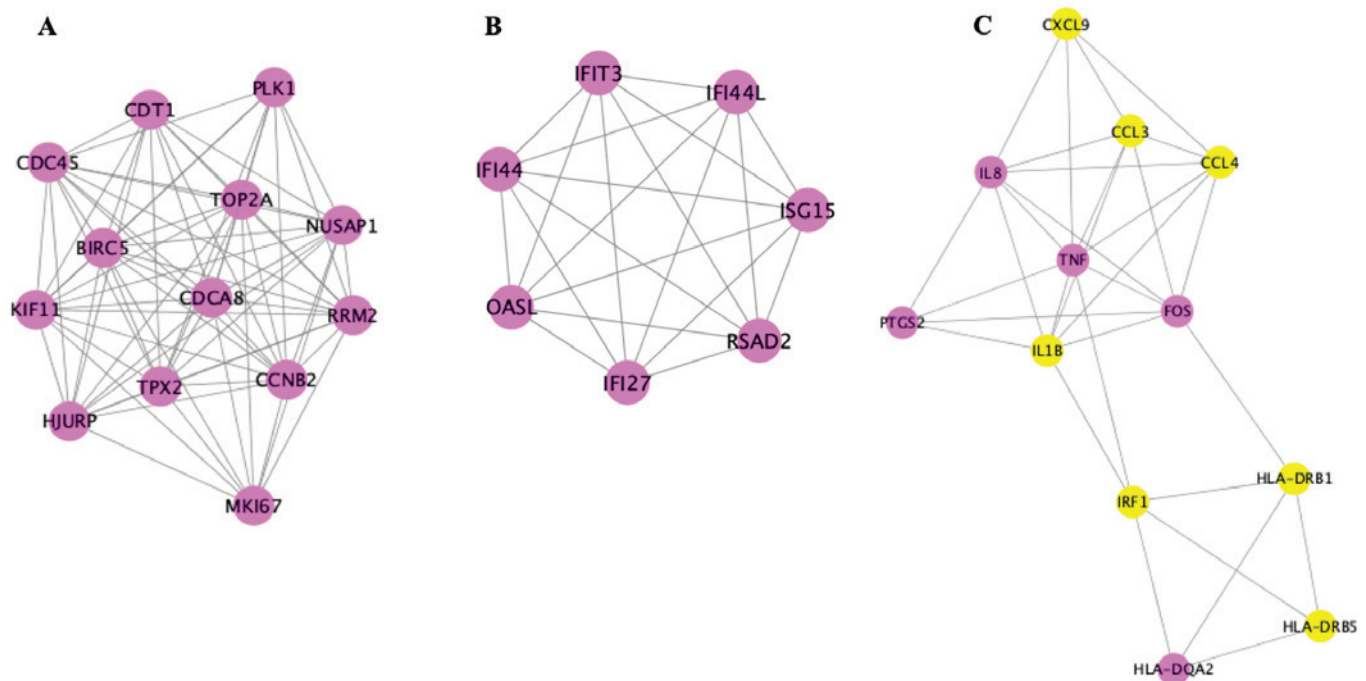 A
PLK1
CDT1
CDC45
TOP2A
NUSAP1
BIRC5
CDCA8
KIF11
RRM2
TPX2
CCNB2
HJURP
MKI67
B
IFIT3
IFI44L
IFI44
ISG15
OASL
RSAD2
IFI27
C
CXCL9
CCL3
CCL4
IL8
TNF
PTGS2
FOS
IL1B
HLA-DRB1
IRF1
HLA-DRB5
HLA-DQA2